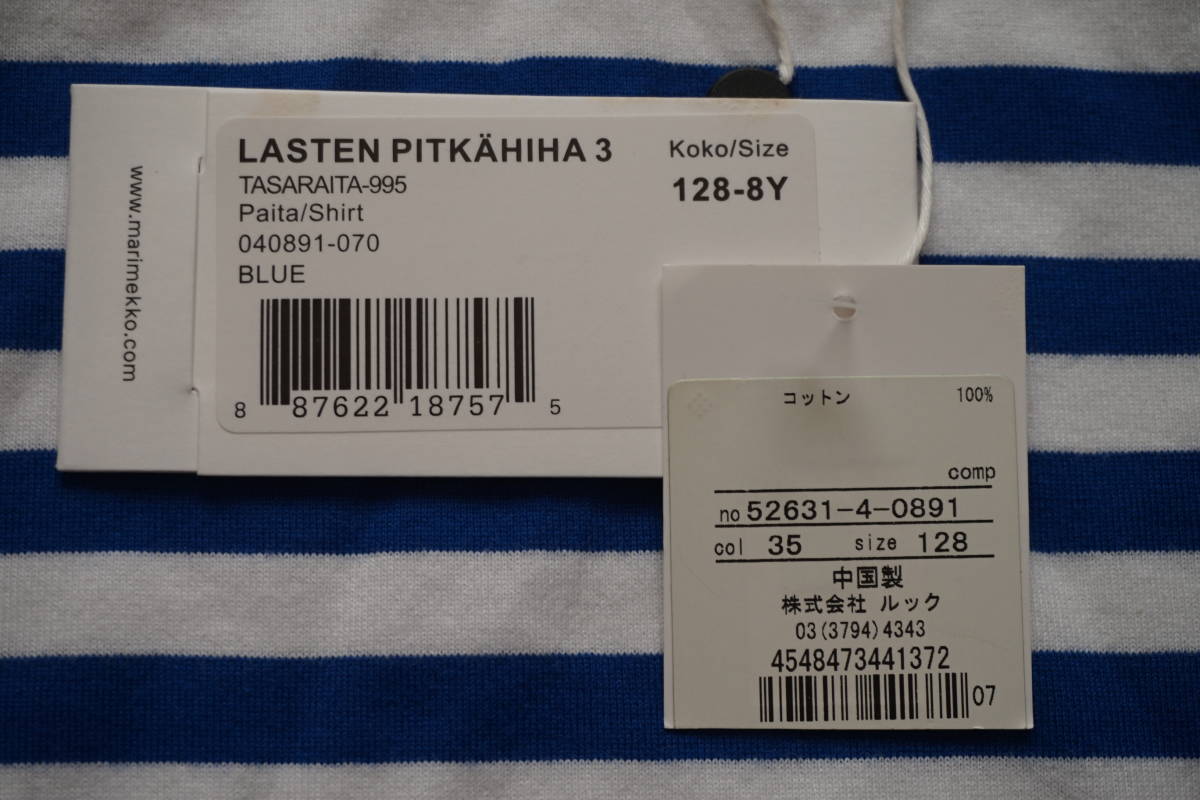 www.marimekko.com
LASTEN PITKÄHIHA 3
TASARAITA-995
Paita/Shirt
040891-070
BLUE
Koko/Size
128-8Y
8 87622 18757 5
コットン 100%
comp
no 52631-4-0891
col 35 size 128
中国製
株式会社 ルック
03(3794)4343
4548473441372
07